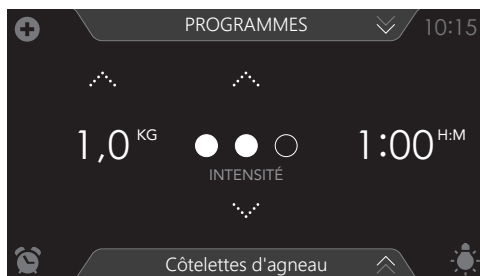 PROGRAMMES 10:15
1,0 KG 1:00 H:M
INTENSITÉ
Côtelettes d'agneau